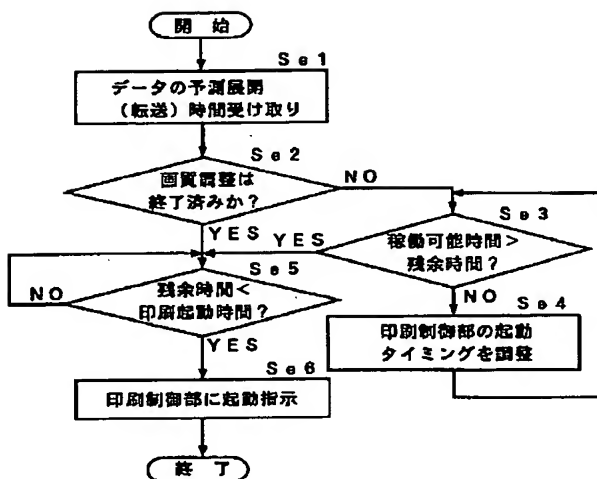 開 始
Se1
データの予測展開
(転送)時間受け取り
Se2
画質調整は
終了済みか?
NO
YES
Se3
稼働可能時間>
残余時間?
YES
NO
Se4
印刷制御部の起動
タイミングを調整
Se5
残余時間<
印刷起動時間?
NO
YES
Se6
印刷制御部に起動指示
終 了